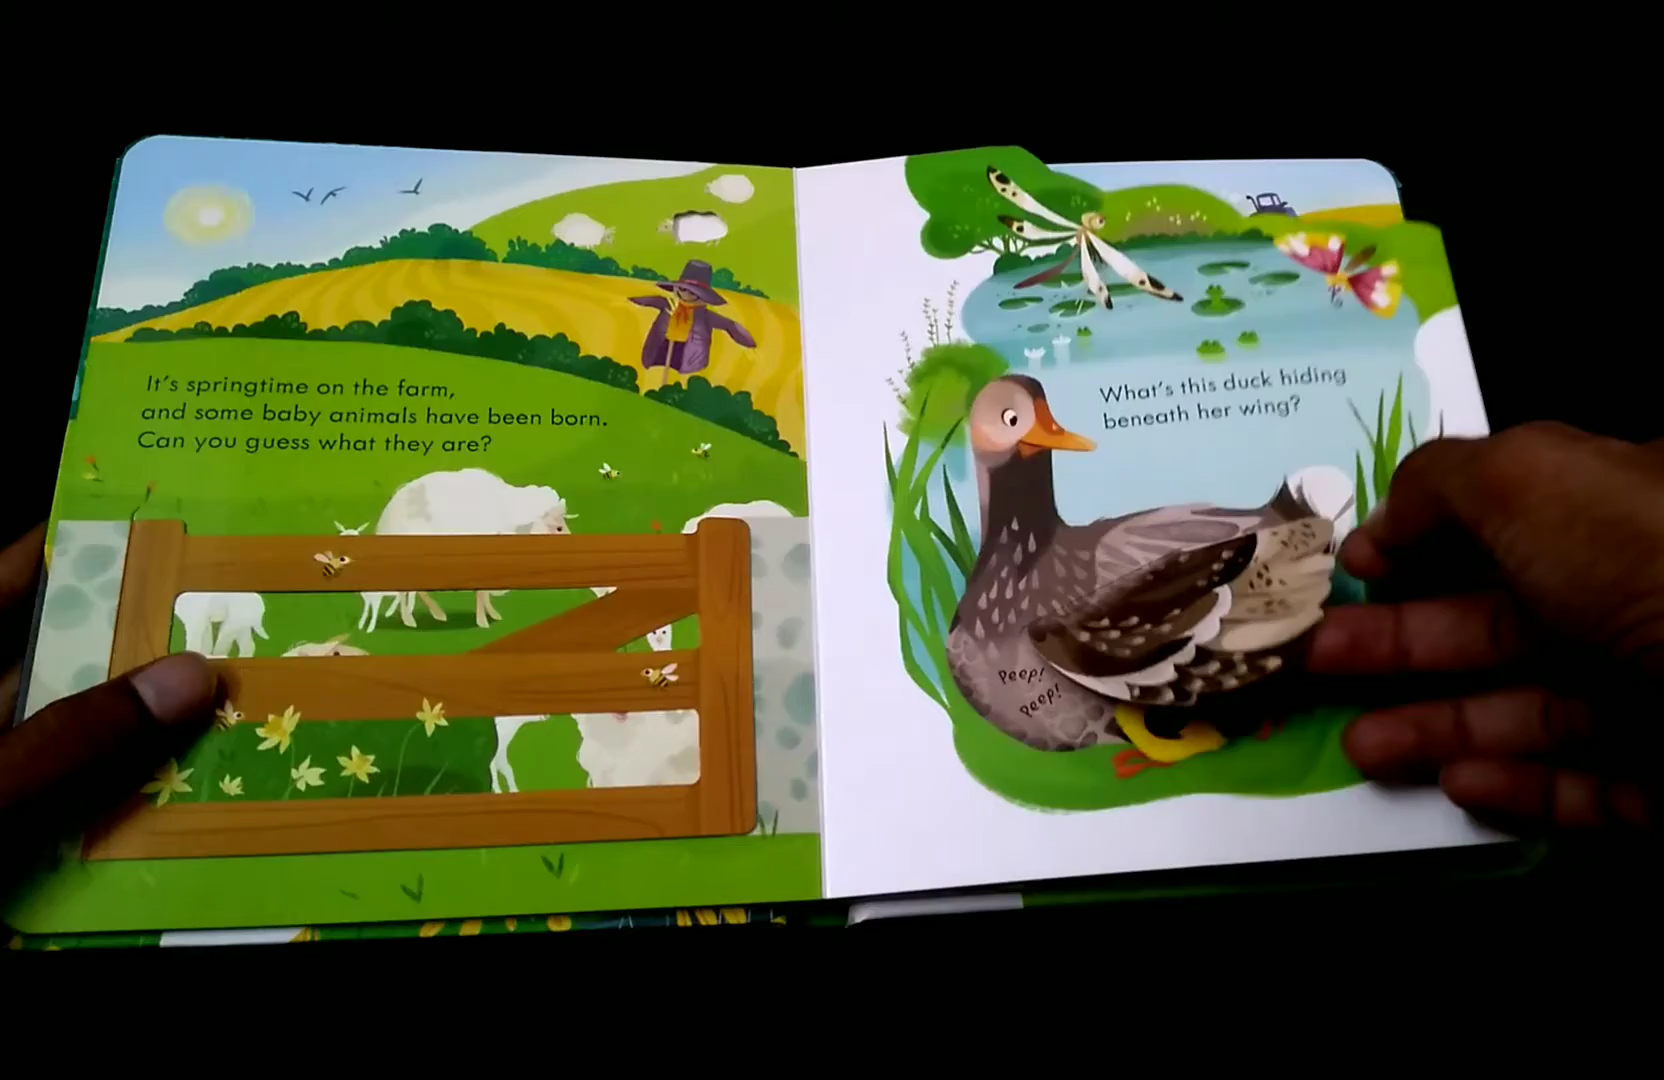 It's springtime on the farm,
and some baby animals have been born.
Can you guess what they are?
What's this duck hiding
beneath her wing?
Peep!
Peep!